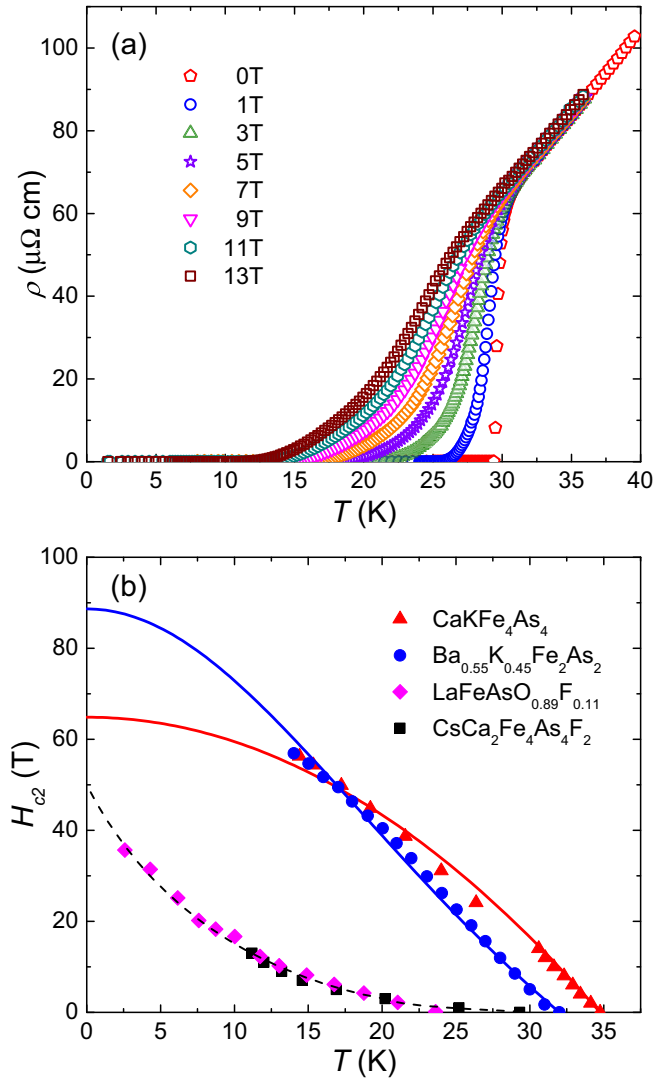 (a)
0T
1T
3T
5T
7T
9T
11T
13T
100
80
60
40
20
0
ρ (μΩ cm)
0 5 10 15 20 25 30 35 40
T (K)
(b)
CaKFe₄As₄
Ba₀.₅₅K₀.₄₅Fe₂As₂
LaFeAsO₀.₈₉F₀.₁₁
CsCa₂Fe₄As₄F₂
100
80
60
40
20
0
H_c2 (T)
0 5 10 15 20 25 30 35
T (K)